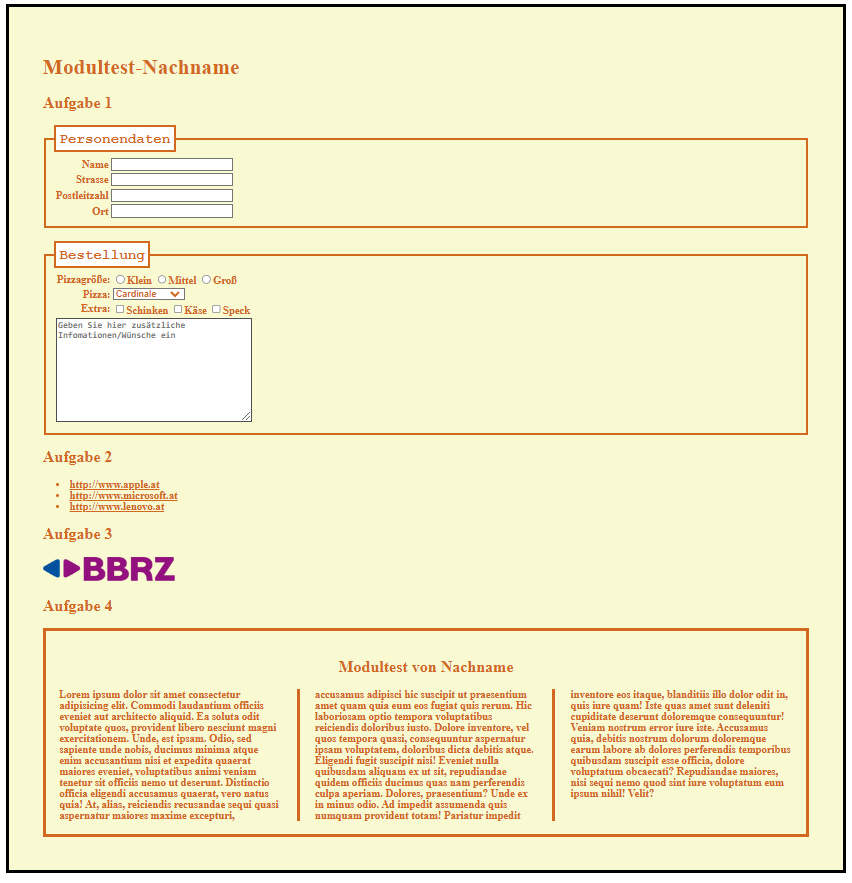 Modultest-Nachname
Aufgabe 1
Personendaten
Name
Strasse
Postleitzahl
Ort
Bestellung
Pizzagröße: Klein Mittel Groß
Pizza: Cardinale
Extra: Schinken Käse Speck
Geben Sie hier zusätzliche
Infomationen/Wünsche ein
Aufgabe 2
http://www.apple.at
http://www.microsoft.at
http://www.lenovo.at
Aufgabe 3
BBRZ
Aufgabe 4
Modultest von Nachname
Lorem ipsum dolor sit amet consectetur
adipisicing elit. Commodi laudantium officiis
eveniet aut architecto aliquid. Ea soluta odit
voluptate quos, provident libero nesciunt magni
exercitationem. Unde, est ipsam. Odio, sed
sapiente unde nobis, ducimus minima atque
enim accusantium nisi et expedita quaerat
maiores eveniet, voluptatibus animi veniam
tenetur sit officiis nemo ut deserunt. Distinctio
officia eligendi accusamus quaerat, vero natus
quia! At, alias, reiciendis recusandae sequi quasi
aspernatur maiores maxime excepturi,
accusamus adipisci hic suscipit ut praesentium
amet quam quia eum eos fugiat quis rerum. Hic
laboriosam optio tempora voluptatibus
reiciendis doloribus iusto. Dolore inventore, vel
quos tempora quasi, consequuntur aspernatur
ipsam voluptatem, doloribus dicta debitis atque.
Eligendi fugit suscipit nisi! Eveniet nulla
quibusdam aliquam ex ut sit, repudiandae
quidem officiis ducimus quas nam perferendis
culpa aperiam. Dolores, praesentium? Unde ex
in minus odio. Ad impedit assumenda quis
numquam provident totam! Pariatur impedit
inventore eos itaque, blanditiis illo dolor odit in,
quis iure quam! Iste quas amet sunt deleniti
cupiditate deserunt doloremque consequuntur!
Veniam nostrum error iure iste. Accusamus
quia, debitis nostrum dolorum doloremque
earum labore ab dolores perferendis temporibus
quibusdam suscipit esse officia, dolore
voluptatum obcaecati? Repudiandae maiores,
nisi sequi nemo quod sint iure voluptatum eum
ipsum nihil! Velit?